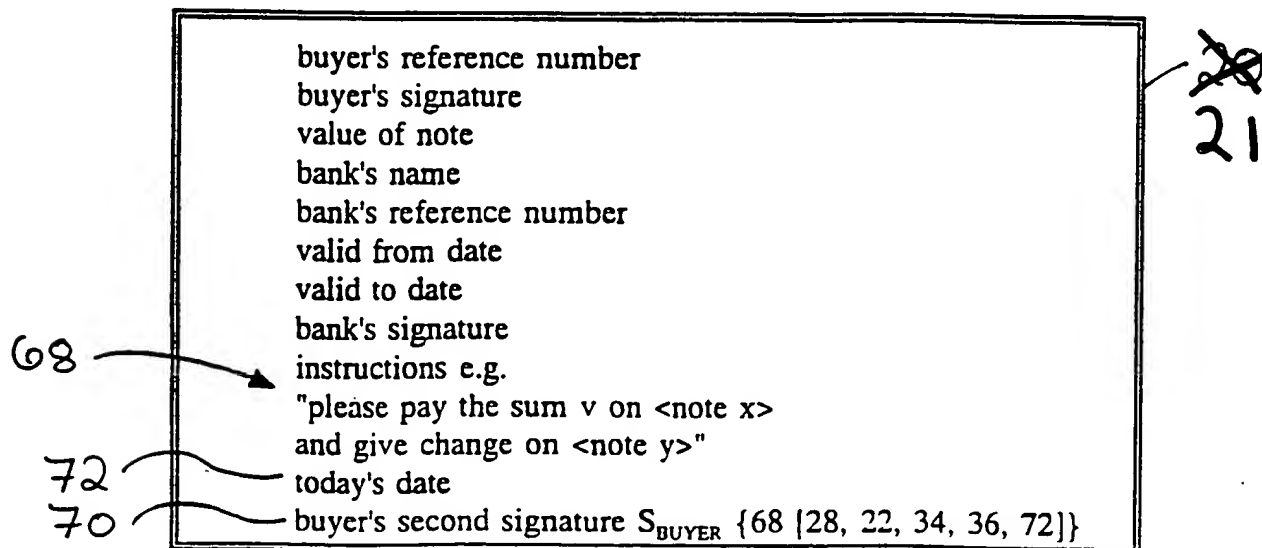 buyer's reference number
buyer's signature
value of note
bank's name
bank's reference number
valid from date
valid to date
bank's signature
instructions e.g.
"please pay the sum v on <note x>
and give change on <note y>"
today's date
buyer's second signature S_BUYER {68 [28, 22, 34, 36, 72]}
20
21
68
72
70